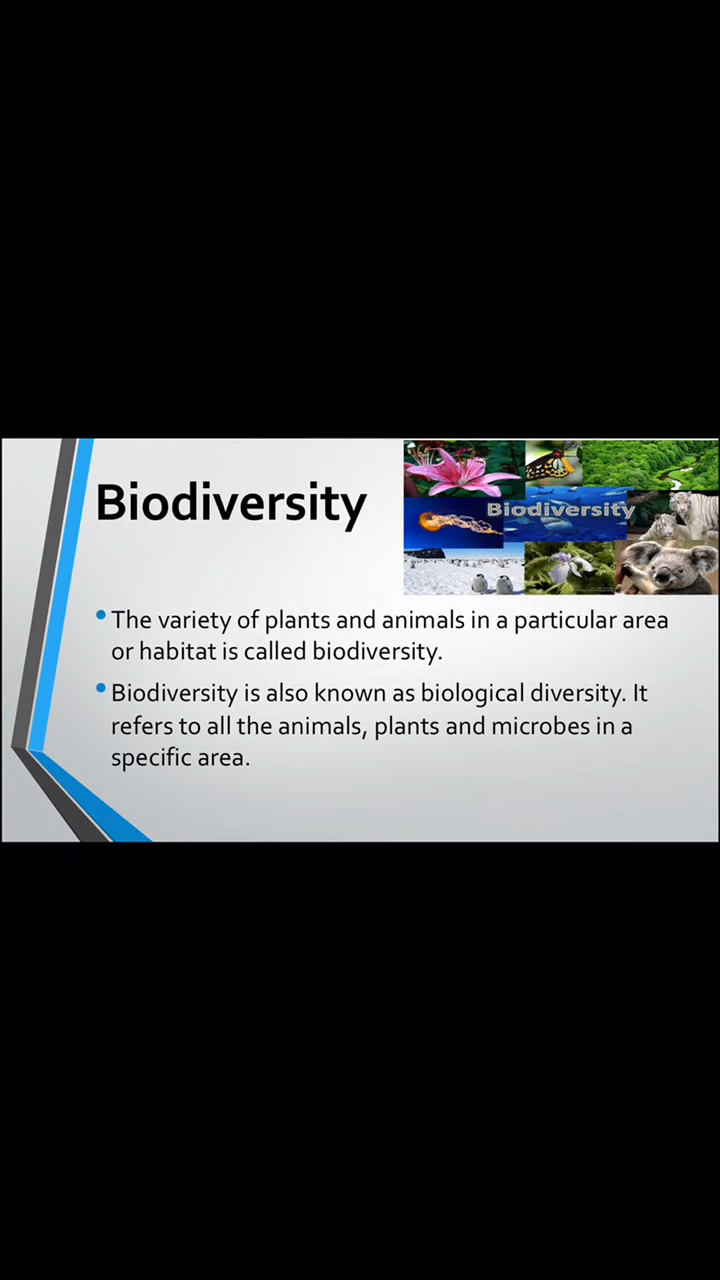 Biodiversity
Biodiversity
• The variety of plants and animals in a particular area
or habitat is called biodiversity.
• Biodiversity is also known as biological diversity. It
refers to all the animals, plants and microbes in a
specific area.